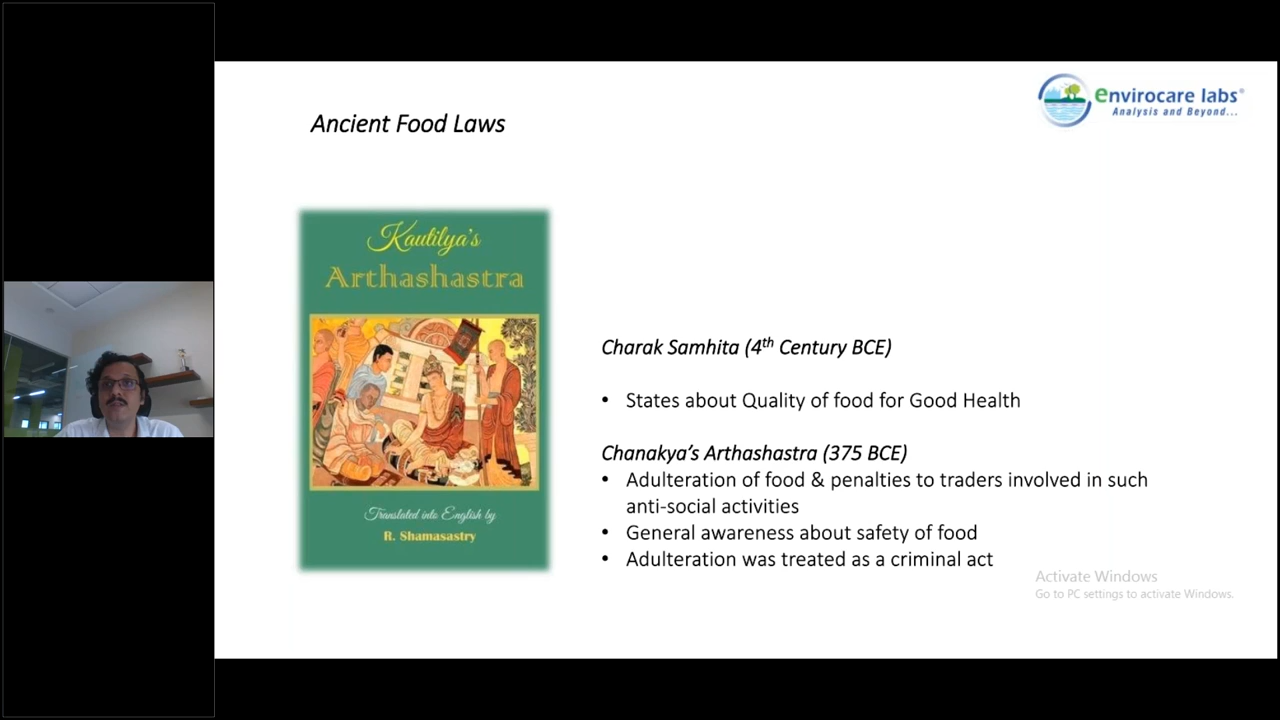 envirocare labs®
Analysis and Beyond...
Ancient Food Laws
Kautilya's
Arthashastra
Translated into English by
R. Shamasastry
Charak Samhita (4th Century BCE)
• States about Quality of food for Good Health
Chanakya's Arthashastra (375 BCE)
• Adulteration of food & penalties to traders involved in such
anti-social activities
• General awareness about safety of food
• Adulteration was treated as a criminal act
Activate Windows
Go to PC settings to activate Windows.